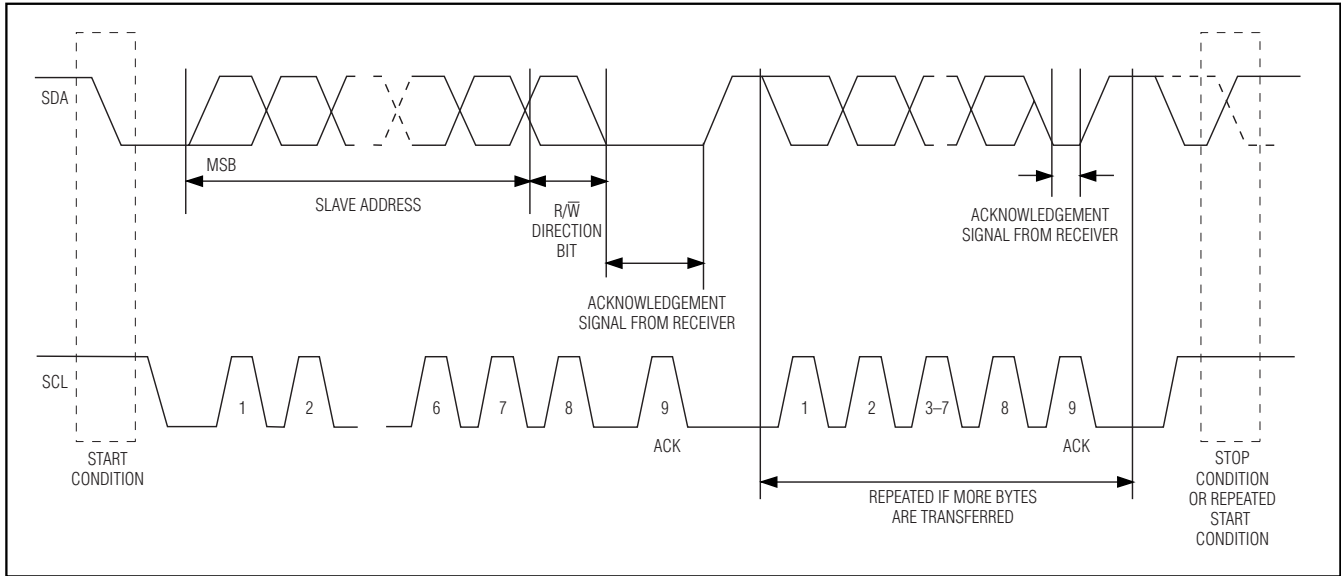 SDA
MSB
SLAVE ADDRESS
R/W̅
DIRECTION
BIT
ACKNOWLEDGEMENT
SIGNAL FROM RECEIVER
ACKNOWLEDGEMENT
SIGNAL FROM RECEIVER
SCL
1
2
6
7
8
9
1
2
3–7
8
9
ACK
ACK
START
CONDITION
REPEATED IF MORE BYTES
ARE TRANSFERRED
STOP
CONDITION
OR REPEATED
START
CONDITION